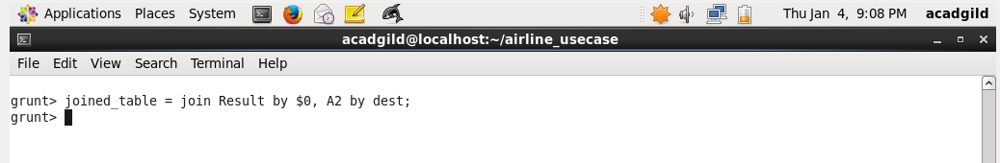 Applications Places System Thu Jan 4, 9:08 PM acadgild
acadgild@localhost:~/airline_usecase
File Edit View Search Terminal Help
grunt> joined_table = join Result by $0, A2 by dest;
grunt>